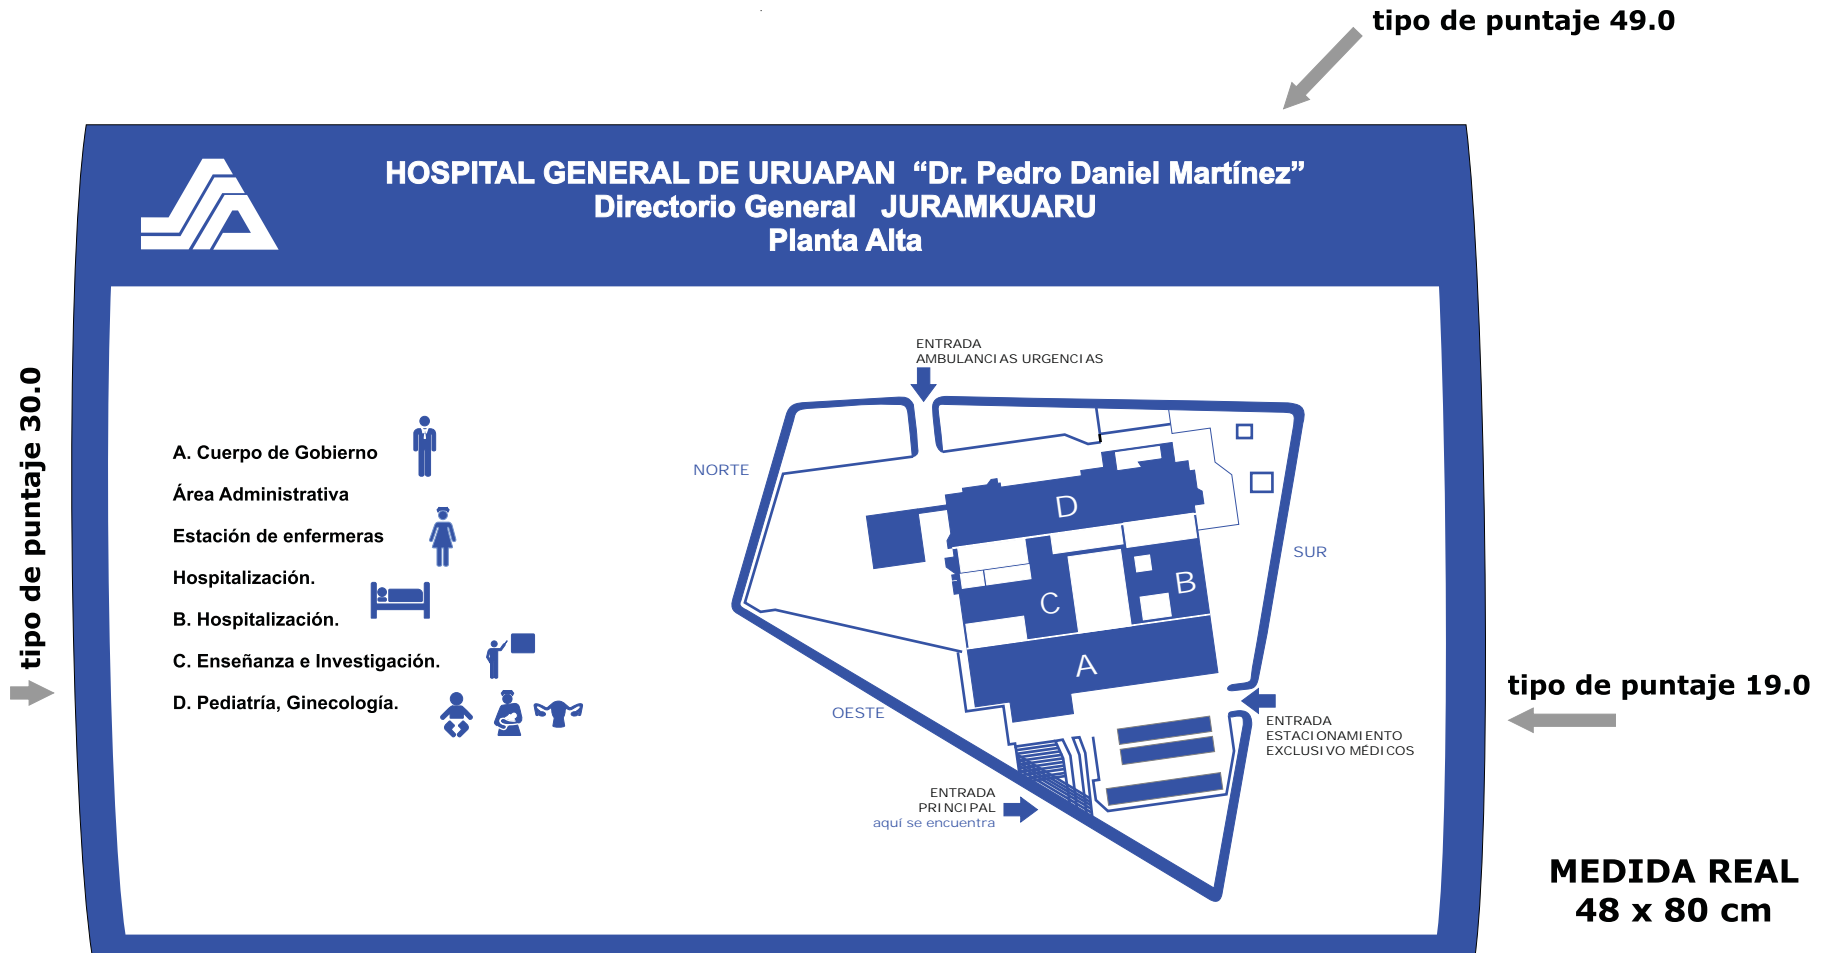 tipo de puntaje 49.0
HOSPITAL GENERAL DE URUAPAN “Dr. Pedro Daniel Martínez”
Directorio General JURAMKUARU
Planta Alta
tipo de puntaje 30.0
A. Cuerpo de Gobierno
Área Administrativa
Estación de enfermeras
Hospitalización.
B. Hospitalización.
C. Enseñanza e Investigación.
D. Pediatría, Ginecología.
ENTRADA
AMBULANCIAS URGENCIAS
NORTE
D
SUR
B
C
A
OESTE
ENTRADA
ESTACIONAMIENTO
EXCLUSIVO MÉDICOS
ENTRADA
PRINCIPAL
aquí se encuentra
tipo de puntaje 19.0
MEDIDA REAL
48 x 80 cm